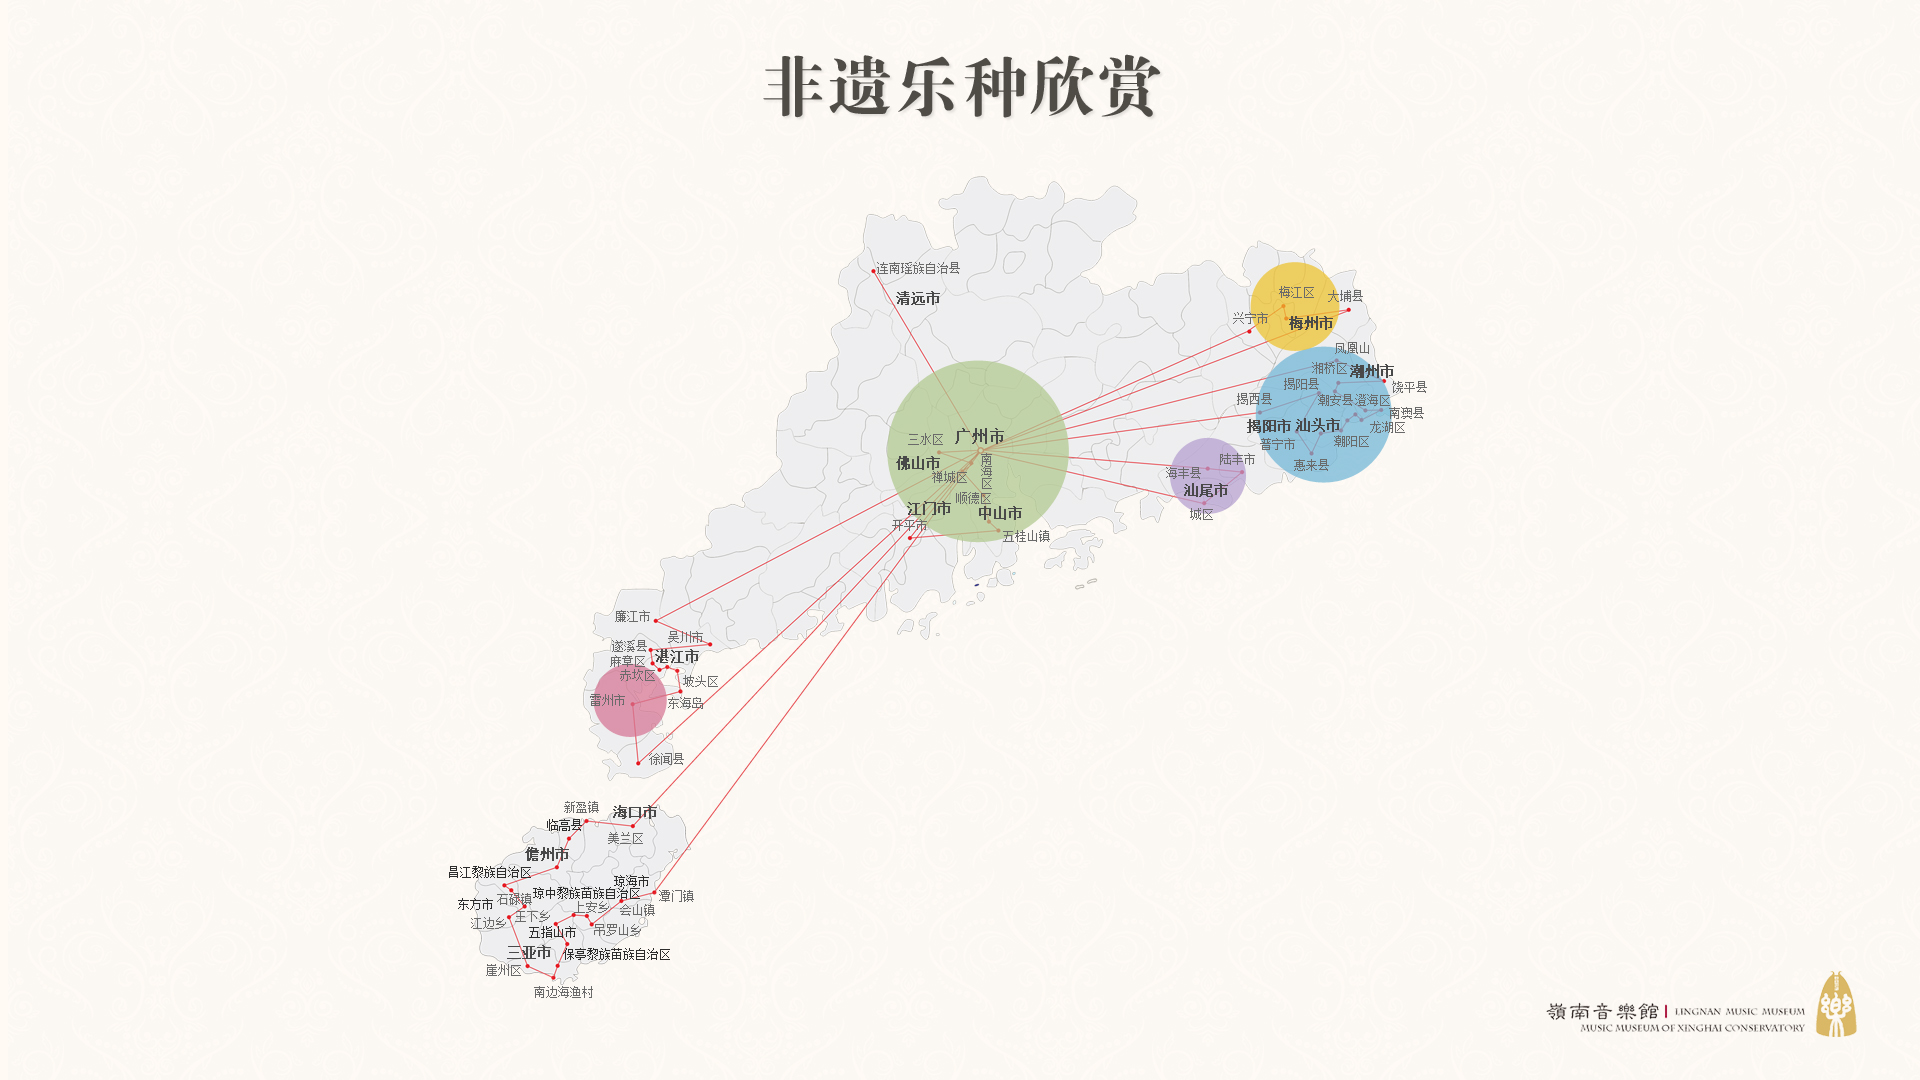 非遗乐种欣赏
连南瑶族自治县
清远市
梅江区
大埔县
兴宁市
梅州市
凤凰山
湘桥区
潮州市
揭阳县
饶平县
揭西县
潮安县
澄海区
南澳县
揭阳市
汕头市
龙湖区
普宁市
潮阳区
惠来县
三水区
广州市
佛山市
南海区
禅城区
顺德区
江门市
中山市
开平市
五桂山镇
陆丰市
海丰县
汕尾市
城区
廉江市
吴川市
遂溪县
湛江市
麻章区
赤坎区
坡头区
雷州市
东海岛
徐闻县
新盈镇
海口市
临高县
美兰区
儋州市
昌江黎族自治区
琼海市
琼中黎族苗族自治区
潭门镇
石碌镇
东方市
上安乡
会山镇
王下乡
江边乡
吊罗山乡
五指山市
三亚市
保亭黎族苗族自治区
崖州区
南边海渔村
嶺南音樂館 LINGNAN MUSIC MUSEUM
MUSIC MUSEUM OF XINGHAI CONSERVATORY